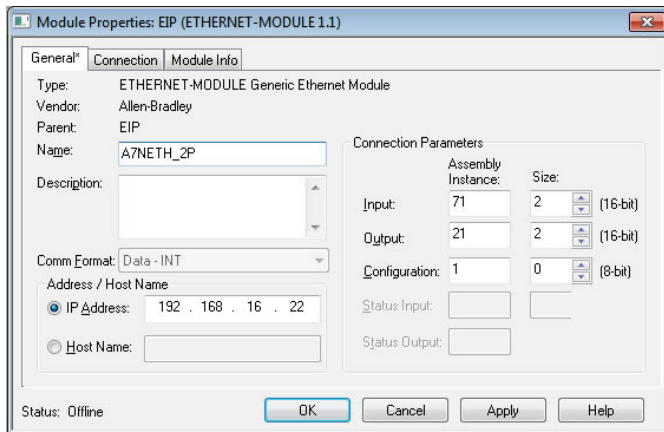 Module Properties: EIP (ETHERNET-MODULE 1.1)
General* Connection Module Info
Type: ETHERNET-MODULE Generic Ethernet Module
Vendor: Allen-Bradley
Parent: EIP
Name: A7NETH_2P
Description:
Comm Format: Data - INT
Address / Host Name
IP Address: 192 . 168 . 16 . 22
Host Name:
Connection Parameters
Assembly Instance: Size:
Input: 71 2 (16-bit)
Output: 21 2 (16-bit)
Configuration: 1 0 (8-bit)
Status Input:
Status Output:
Status: Offline
OK Cancel Apply Help